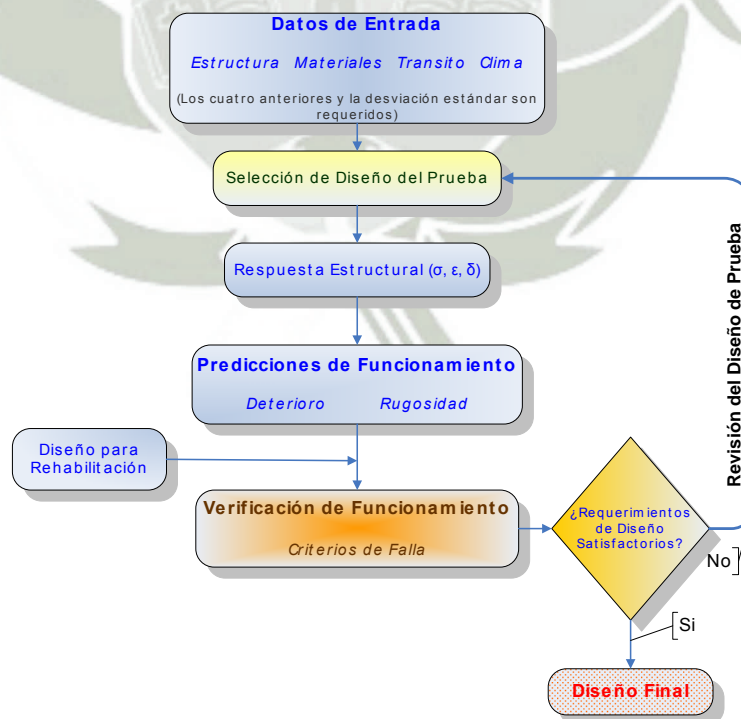 Datos de Entrada
Estructura Materiales Transito Clima
(Los cuatro anteriores y la desviación estándar son
requeridos)
Selección de Diseño del Prueba
Respuesta Estructural (σ, ε, δ)
Predicciones de Funcionamiento
Deterioro Rugosidad
Diseño para
Rehabilitación
Verificación de Funcionamiento
Criterios de Falla
¿Requerimientos
de Diseño
Satisfactorios?
Revisión del Diseño de Prueba
No
Si
Diseño Final